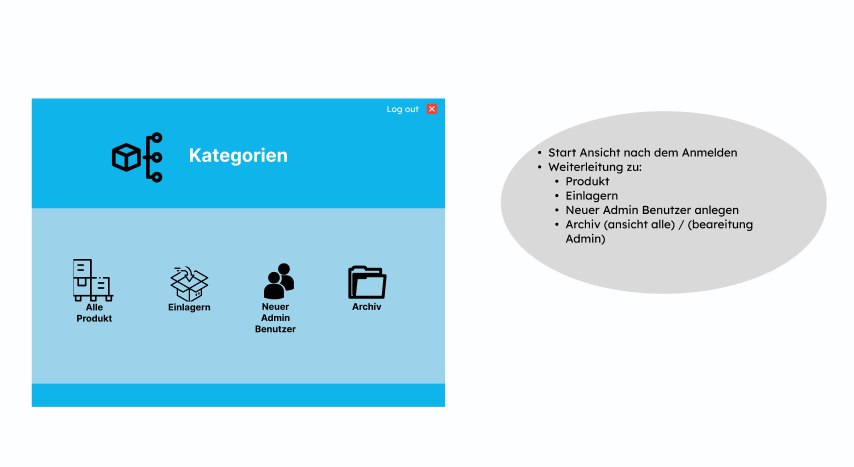 Log out
Kategorien
Alle
Produkt
Einlagern
Neuer
Admin
Benutzer
Archiv
• Start Ansicht nach dem Anmelden
• Weiterleitung zu:
• Produkt
• Einlagern
• Neuer Admin Benutzer anlegen
• Archiv (ansicht alle) / (beareitung
Admin)